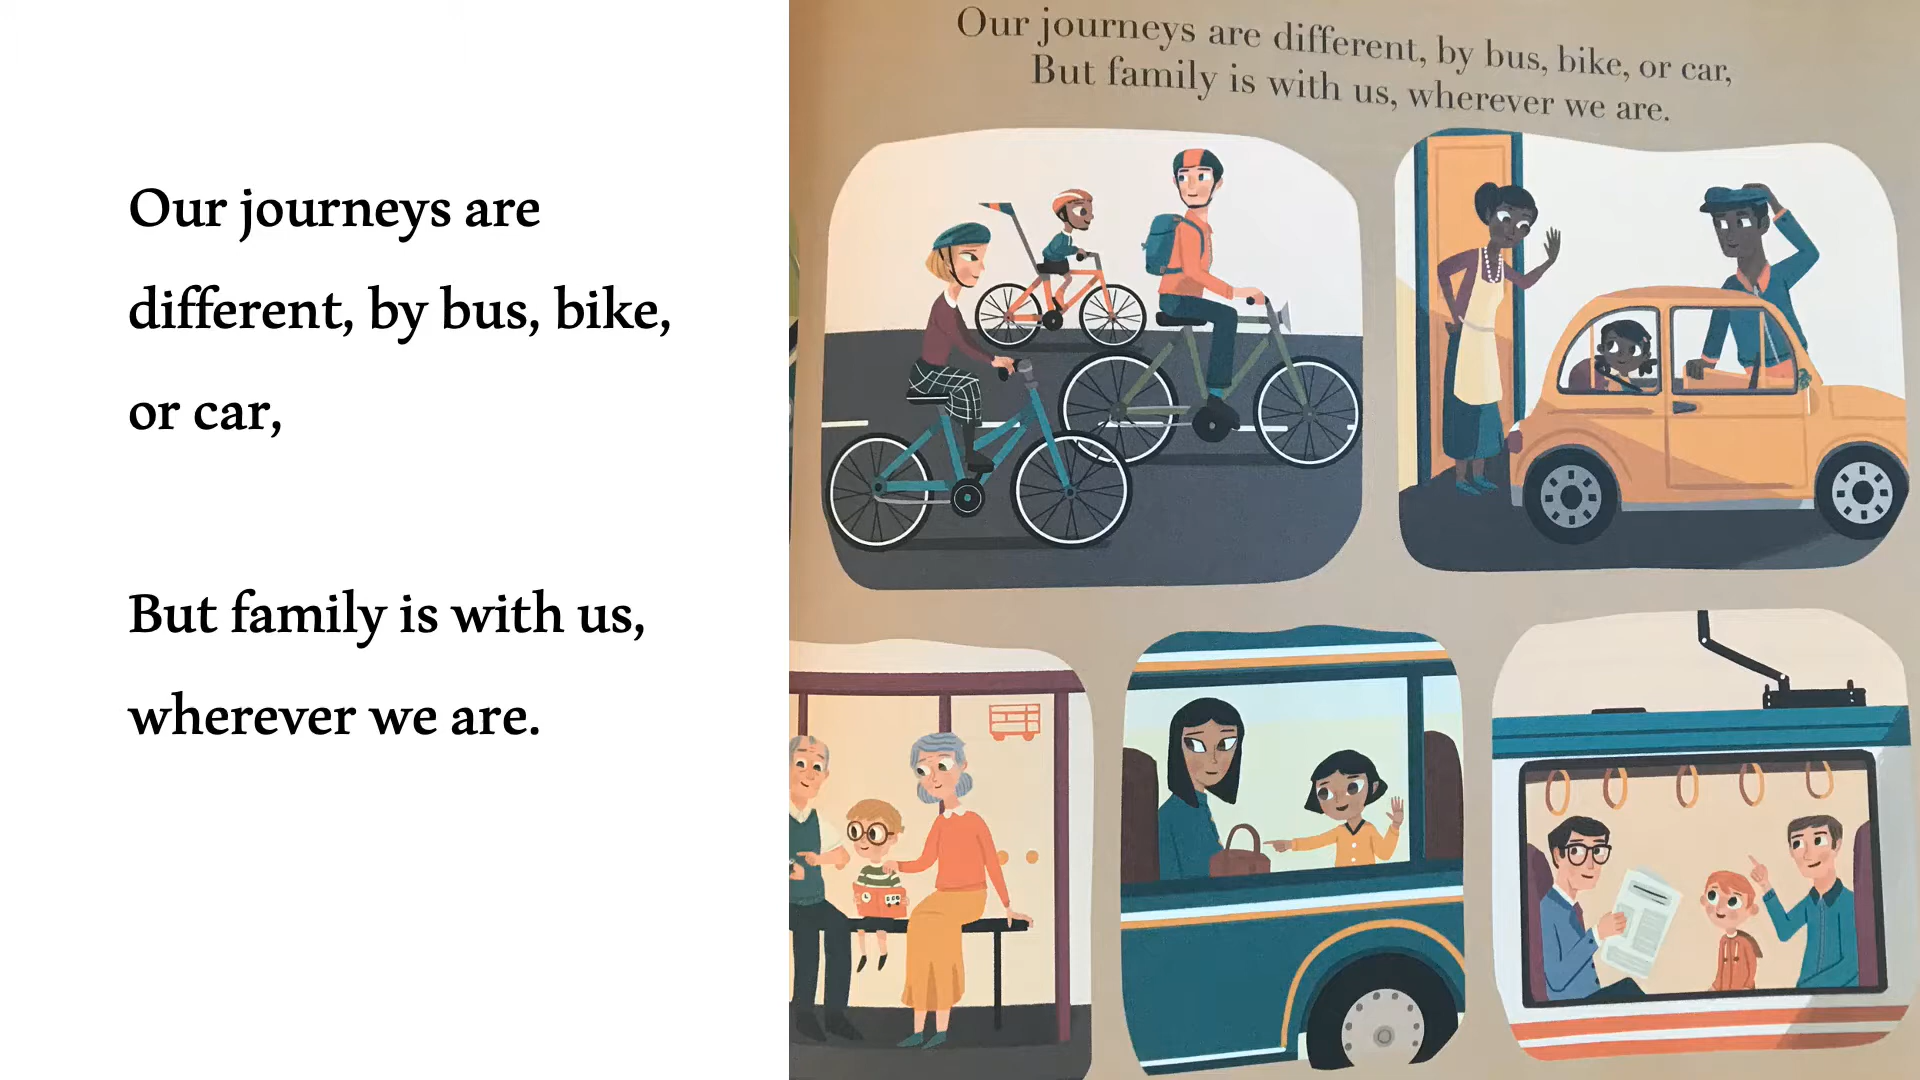 Our journeys are
different, by bus, bike,
or car,
But family is with us,
wherever we are.
Our journeys are different, by bus, bike, or car,
But family is with us, wherever we are.